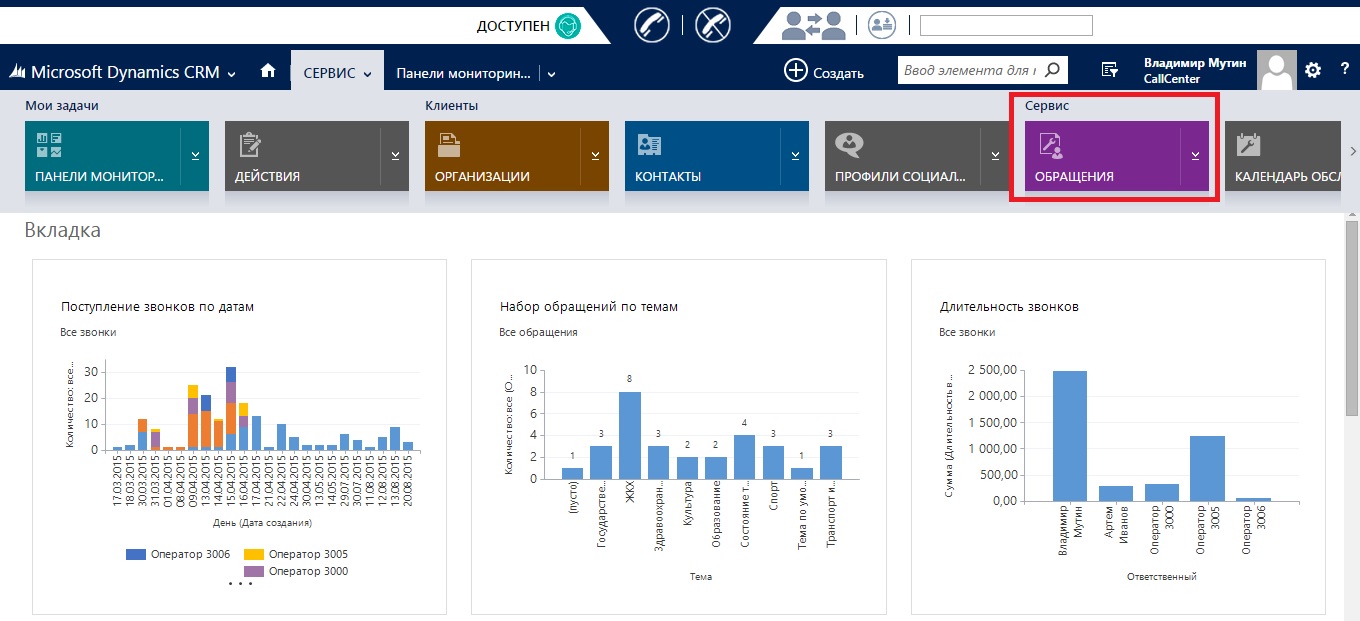 ДОСТУПЕН
Microsoft Dynamics CRM
СЕРВИС
Панели мониторин...
Создать
Ввод элемента для і
Владимир Мутин
CallCenter
?
Мои задачи
Клиенты
Сервис
ПАНЕЛИ МОНИТОР...
ДЕЙСТВИЯ
ОРГАНИЗАЦИИ
КОНТАКТЫ
ПРОФИЛИ СОЦИАЛ...
ОБРАЩЕНИЯ
КАЛЕНДАРЬ ОБСЛ
Вкладка
Поступление звонков по датам
Все звонки
Количество: все...
30
20
10
0
17.03.2015
18.03.2015
30.03.2015
31.03.2015
01.04.2015
08.04.2015
09.04.2015
13.04.2015
14.04.2015
15.04.2015
16.04.2015
17.04.2015
21.04.2015
22.04.2015
24.04.2015
30.04.2015
13.05.2015
14.05.2015
29.07.2015
30.07.2015
11.08.2015
12.08.2015
13.08.2015
20.08.2015
День (Дата создания)
Оператор 3006
Оператор 3005
Оператор 3000
• • •
Набор обращений по темам
Все обращения
Количество: все (О...
10
8
6
4
2
0
1
3
8
3
2
2
4
3
1
3
(пусто)
Государстве...
ЖКХ
Здравоохран...
Культура
Образование
Состояние т...
Спорт
Тема по умо...
Транспорт и...
Тема
Длительность звонков
Все звонки
Сумма (Длительность в ...
2 500,00
2 000,00
1 500,00
1 000,00
500,00
0,00
Владимир Мутин
Артем Иванов
Оператор 3000
Оператор 3005
Оператор 3006
Ответственный